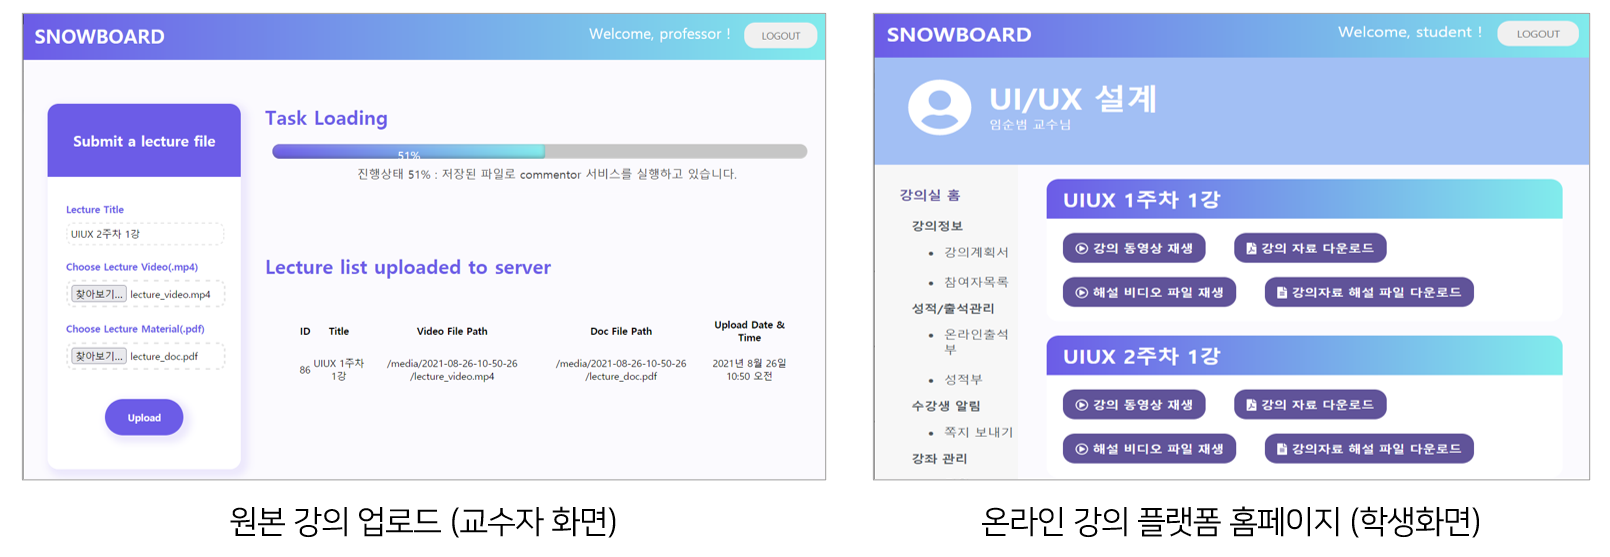 SNOWBOARD
Welcome, professor !
LOGOUT
Submit a lecture file
Lecture Title
UIUX 2주차 1강
Choose Lecture Video(.mp4)
찾아보기... lecture_video.mp4
Choose Lecture Material(.pdf)
찾아보기... lecture_doc.pdf
Upload
Task Loading
51%
진행상태 51% : 저장된 파일로 commentor 서비스를 실행하고 있습니다.
Lecture list uploaded to server
ID Title Video File Path Doc File Path Upload Date &
Time
86 UIUX 1주차 /media/2021-08-26-10-50-26 /media/2021-08-26-10-50-26 2021년 8월 26일
1강 /lecture_video.mp4 /lecture_doc.pdf 10:50 오전
원본 강의 업로드 (교수자 화면)
SNOWBOARD
Welcome, student !
LOGOUT
UI/UX 설계
임순범 교수님
강의실 홈
강의정보
• 강의계획서
• 참여자목록
성적/출석관리
• 온라인출석
부
• 성적부
수강생 알림
• 쪽지 보내기
강좌 관리
UIUX 1주차 1강
강의 동영상 재생
강의 자료 다운로드
해설 비디오 파일 재생
강의자료 해설 파일 다운로드
UIUX 2주차 1강
강의 동영상 재생
강의 자료 다운로드
해설 비디오 파일 재생
강의자료 해설 파일 다운로드
온라인 강의 플랫폼 홈페이지 (학생화면)